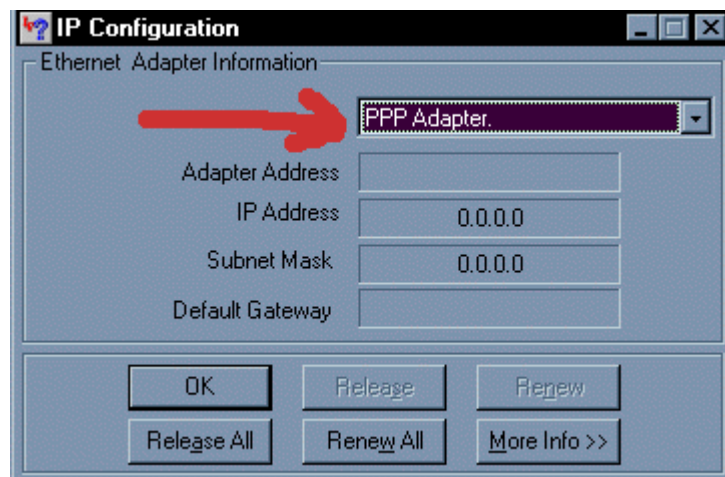 IP Configuration
Ethernet Adapter Information
PPP Adapter.
Adapter Address
IP Address 0.0.0.0
Subnet Mask 0.0.0.0
Default Gateway
OK Release Renew
Release All Renew All More Info >>